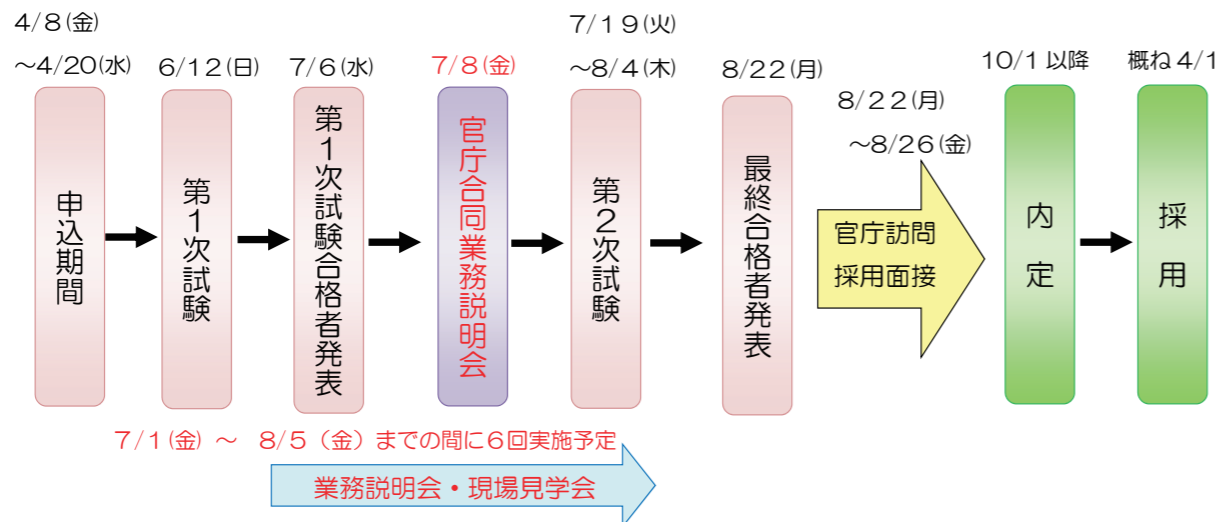 4/8(金)
～4/20(水)
申込期間
6/12(日)
第1次試験
7/6(水)
第1次試験合格者発表
7/8(金)
官庁合同業務説明会
7/19(火)
～8/4(木)
第2次試験
8/22(月)
最終合格者発表
8/22(月)
～8/26(金)
官庁訪問
採用面接
10/1以降
内定
概ね4/1
採用
7/1(金) ～ 8/5(金)までの間に6回実施予定
業務説明会・現場見学会